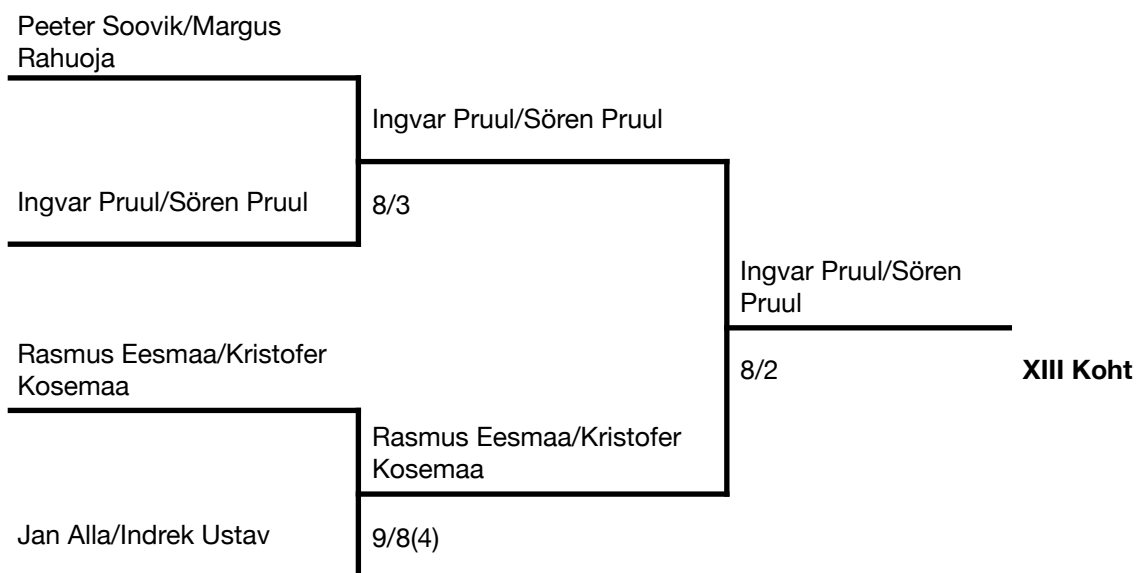 Peeter Soovik/Margus
Rahuoja
Ingvar Pruul/Sören Pruul
Ingvar Pruul/Sören Pruul
8/3
Ingvar Pruul/Sören
Pruul
Rasmus Eesmaa/Kristofer
Kosemaa
8/2
XIII Koht
Rasmus Eesmaa/Kristofer
Kosemaa
Jan Alla/Indrek Ustav
9/8(4)